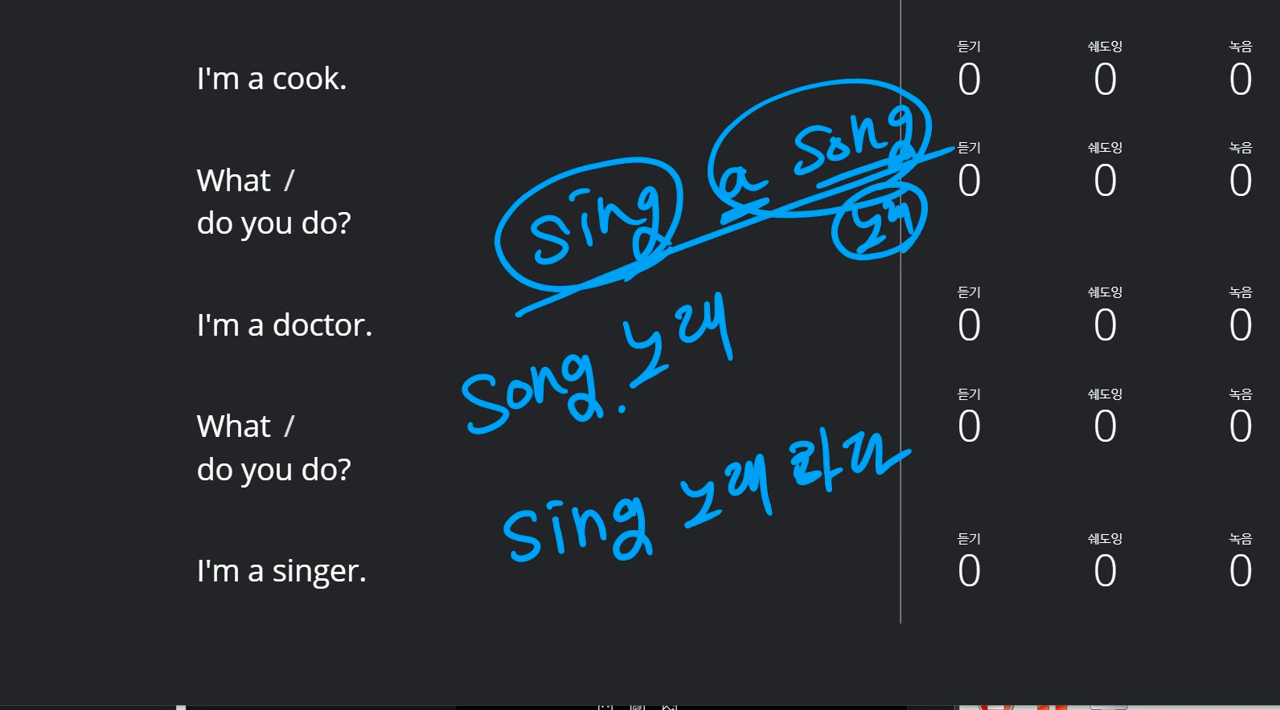 I'm a cook.
듣기 쉐도잉 녹음
0 0 0
What /
do you do?
듣기 쉐도잉 녹음
0 0 0
sing a song
노래
I'm a doctor.
듣기 쉐도잉 녹음
0 0 0
Song. 노래
What /
do you do?
듣기 쉐도잉 녹음
0 0 0
Sing 노래하다
I'm a singer.
듣기 쉐도잉 녹음
0 0 0